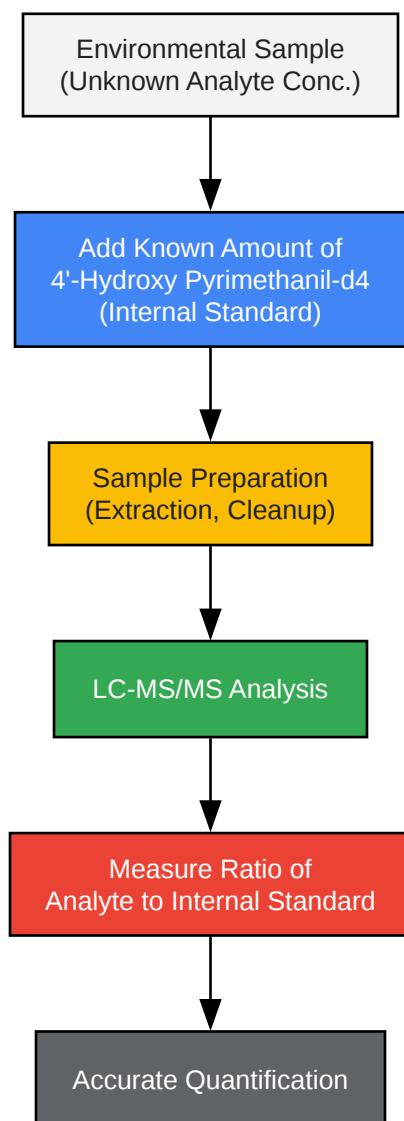 Environmental Sample
(Unknown Analyte Conc.)
Add Known Amount of
4'-Hydroxy Pyrimethanil-d4
(Internal Standard)
Sample Preparation
(Extraction, Cleanup)
LC-MS/MS Analysis
Measure Ratio of
Analyte to Internal Standard
Accurate Quantification